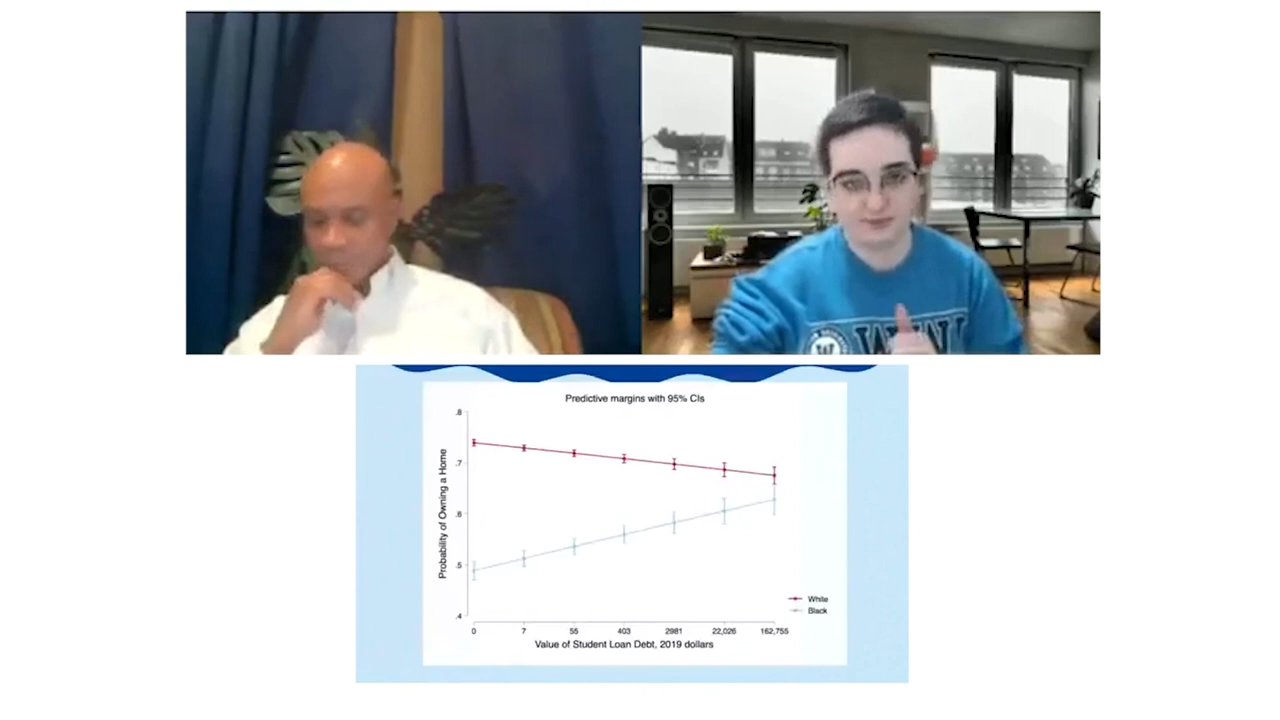 Predictive margins with 95% CIs
.8
.7
.6
.5
.4
Probability of Owning a Home
0 7 55 403 2981 22,026 162,755
Value of Student Loan Debt, 2019 dollars
White
Black